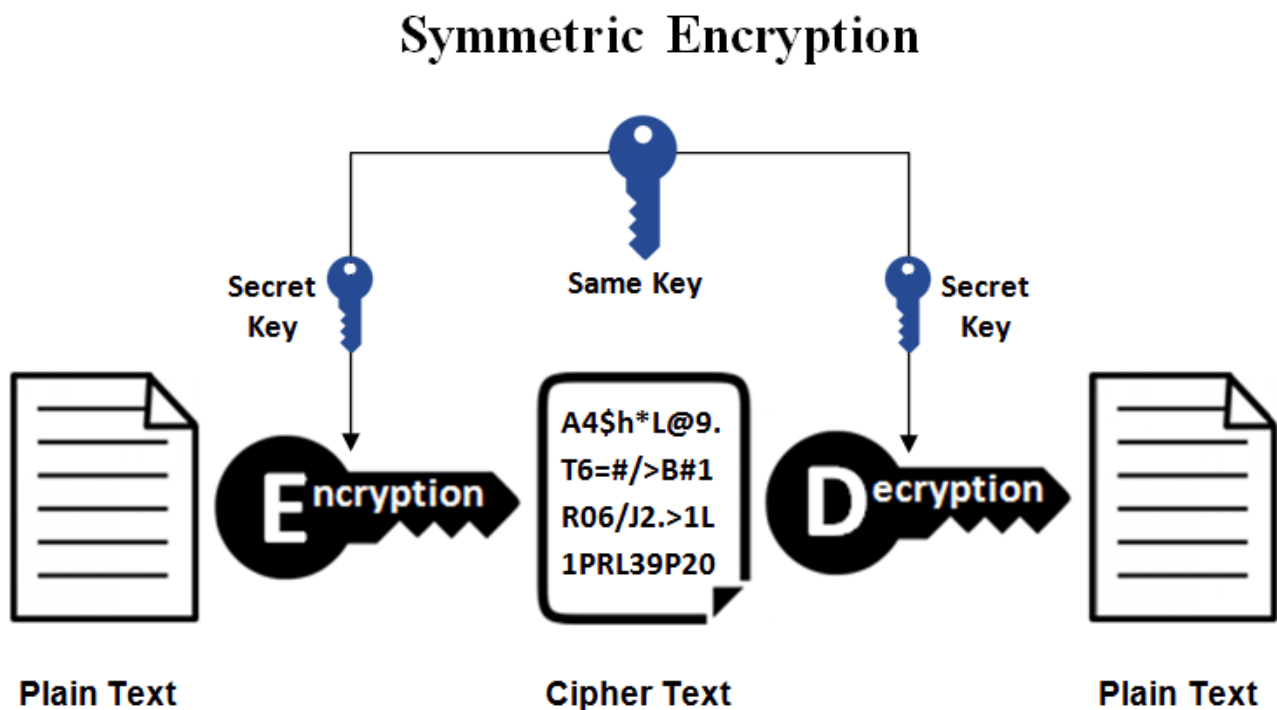 Symmetric Encryption
Same Key
Secret
Key
Secret
Key
Encryption
A4$h*L@9.
T6=#/>B#1
R06/J2.>1L
1PRL39P20
Decryption
Plain Text
Cipher Text
Plain Text